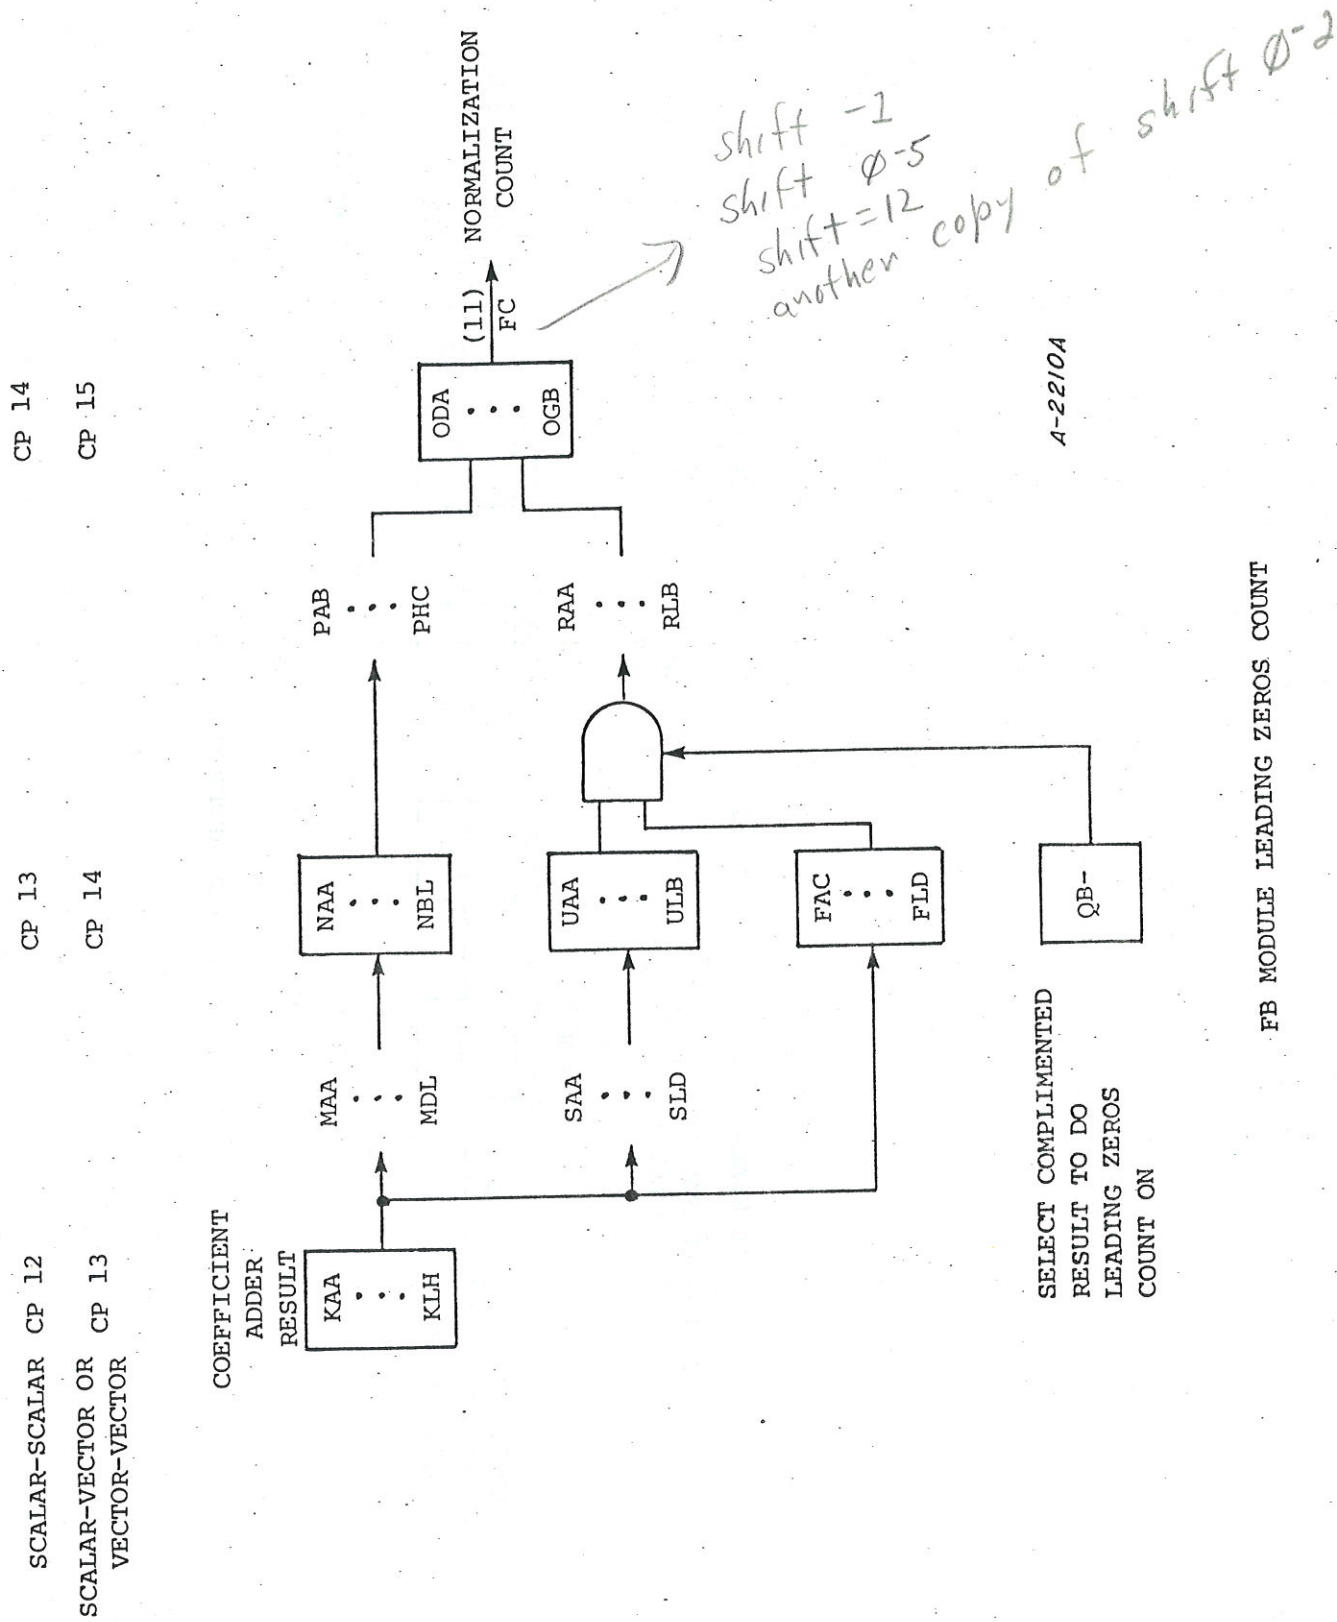 SCALAR-SCALAR CP 12 CP 13 CP 14
SCALAR-VECTOR OR CP 13 CP 14 CP 15
VECTOR-VECTOR
COEFFICIENT
ADDER
RESULT
KAA
KLH
MAA
MDL
NAA
NBL
PAB
PHC
SAA
SLD
UAA
ULB
RAA
RLB
FAC
FLD
ODA
OGB
(11)
FC
NORMALIZATION
COUNT
shift -1
shift Ø-5
shift=12
another copy of shift Ø-2
SELECT COMPLIMENTED
RESULT TO DO
LEADING ZEROS
COUNT ON
QB-
A-2210A
FB MODULE LEADING ZEROS COUNT